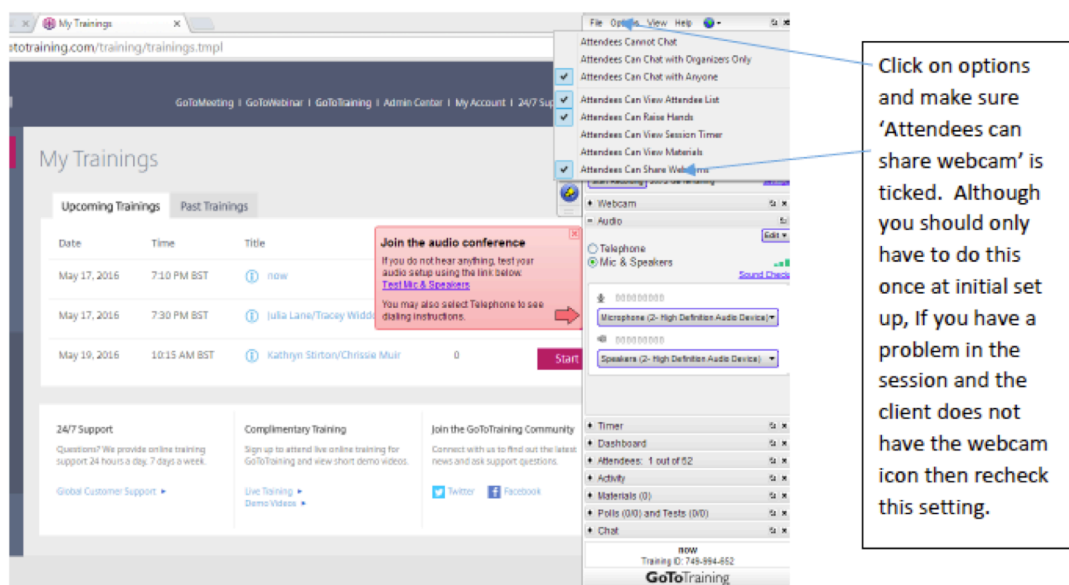 My Trainings
ototraining.com/training/trainings.tmpl
GoToMeeting | GoToWebinar | GoToTraining | Admin Center | My Account | 24/7 Sup
My Trainings
Upcoming Trainings Past Trainings
Date Time Title
May 17, 2016 7:10 PM BST now
May 17, 2016 7:30 PM BST Julia Lane/Tracey Widd
May 19, 2016 10:15 AM BST Kathryn Stirton/Chrissie Muir 0 Start
Join the audio conference
If you do not hear anything, test your
audio setup using the link below.
Test Mic & Speakers
You may also select Telephone to see
dialing instructions.
24/7 Support
Questions? We provide online training
support 24 hours a day, 7 days a week.
Global Customer Support
Complimentary Training
Sign up to attend live online training for
GoToTraining and view short demo videos.
Live Training
Demo Videos
Join the GoToTraining Community
Connect with us to find out the latest
news and ask support questions.
Twitter Facebook
File Options View Help
Attendees Cannot Chat
Attendees Can Chat with Organizers Only
Attendees Can Chat with Anyone
Attendees Can View Attendee List
Attendees Can Raise Hands
Attendees Can View Session Timer
Attendees Can View Materials
Attendees Can Share Webcams
Webcam
Audio
Edit
Telephone
Mic & Speakers
Sound Check
Microphone (2- High Definition Audio Device)
Speakers (2- High Definition Audio Device)
Timer
Dashboard
Attendees: 1 out of 52
Activity
Materials (0)
Polls (0/0) and Tests (0/0)
Chat
now
Training ID: 749-994-652
GoToTraining
Click on options
and make sure
‘Attendees can
share webcam’ is
ticked. Although
you should only
have to do this
once at initial set
up, If you have a
problem in the
session and the
client does not
have the webcam
icon then recheck
this setting.